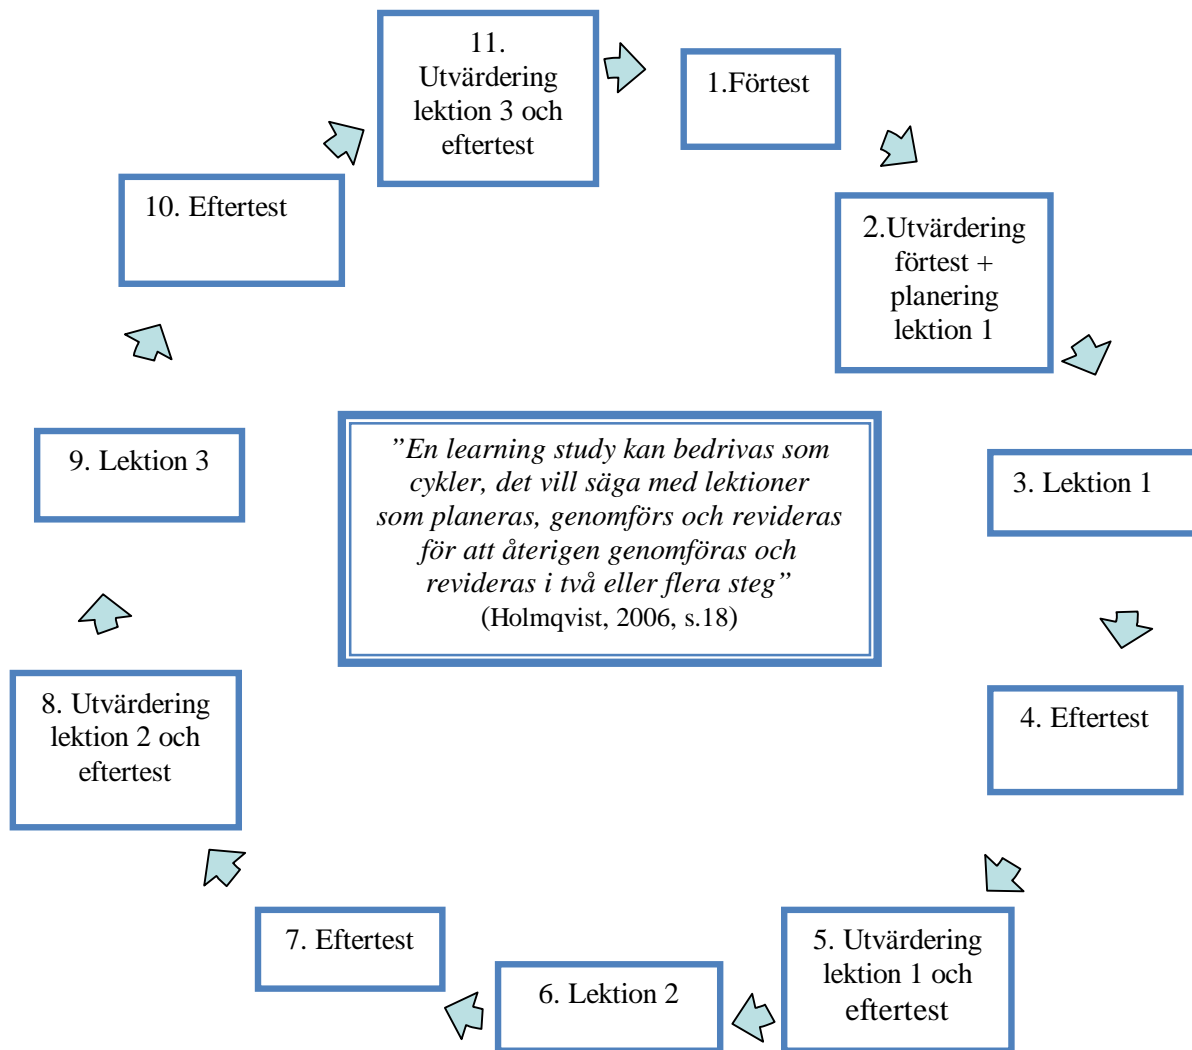 1.Förtest
2.Utvärdering
förtest +
planering
lektion 1
3. Lektion 1
4. Eftertest
5. Utvärdering
lektion 1 och
eftertest
6. Lektion 2
7. Eftertest
8. Utvärdering
lektion 2 och
eftertest
9. Lektion 3
10. Eftertest
11.
Utvärdering
lektion 3 och
eftertest
”En learning study kan bedrivas som
cykler, det vill säga med lektioner
som planeras, genomförs och revideras
för att återigen genomföras och
revideras i två eller flera steg”
(Holmqvist, 2006, s.18)